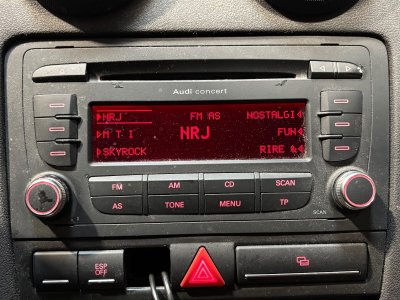 Audi concert
NRJ FM AS NOSTALGI
M T I NRJ FUN
SKYROCK RIRE &
FM AM CD SCAN
AS TONE MENU TP
SCAN
ESP
OFF